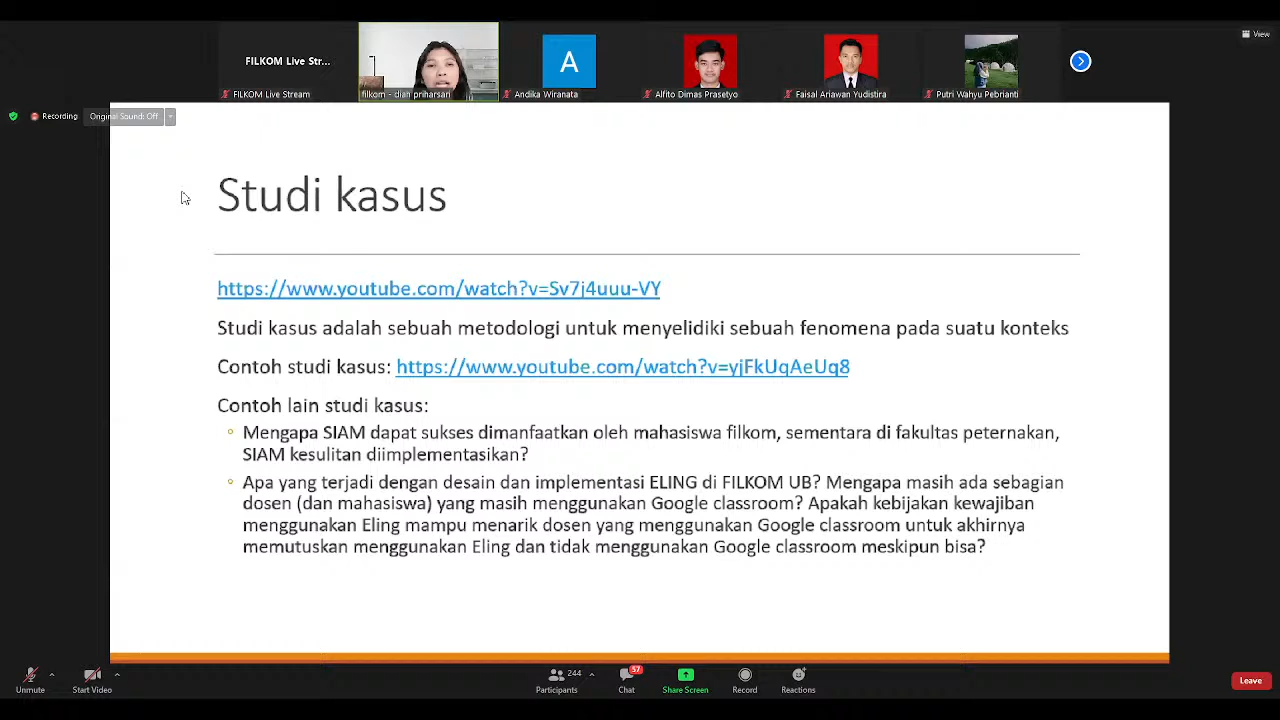 View
FILKOM Live Str...
A
FILKOM Live Stream
filkom - dian priharsan
Andika Wiranata
Alfito Dimas Prasetyo
Faisal Ariawan Yudistira
Putri Wahyu Pebrianti
Recording
Original Sound: Off
Studi kasus
https://www.youtube.com/watch?v=Sv7j4uuu-VY
Studi kasus adalah sebuah metodologi untuk menyelidiki sebuah fenomena pada suatu konteks
Contoh studi kasus: https://www.youtube.com/watch?v=yjFkUqAeUq8
Contoh lain studi kasus:
Mengapa SIAM dapat sukses dimanfaatkan oleh mahasiswa filkom, sementara di fakultas peternakan,
SIAM kesulitan diimplementasikan?
Apa yang terjadi dengan desain dan implementasi ELING di FILKOM UB? Mengapa masih ada sebagian
dosen (dan mahasiswa) yang masih menggunakan Google classroom? Apakah kebijakan kewajiban
menggunakan Eling mampu menarik dosen yang menggunakan Google classroom untuk akhirnya
memutuskan menggunakan Eling dan tidak menggunakan Google classroom meskipun bisa?
244
57
Unmute
Start Video
Participants
Chat
Share Screen
Record
Reactions
Leave